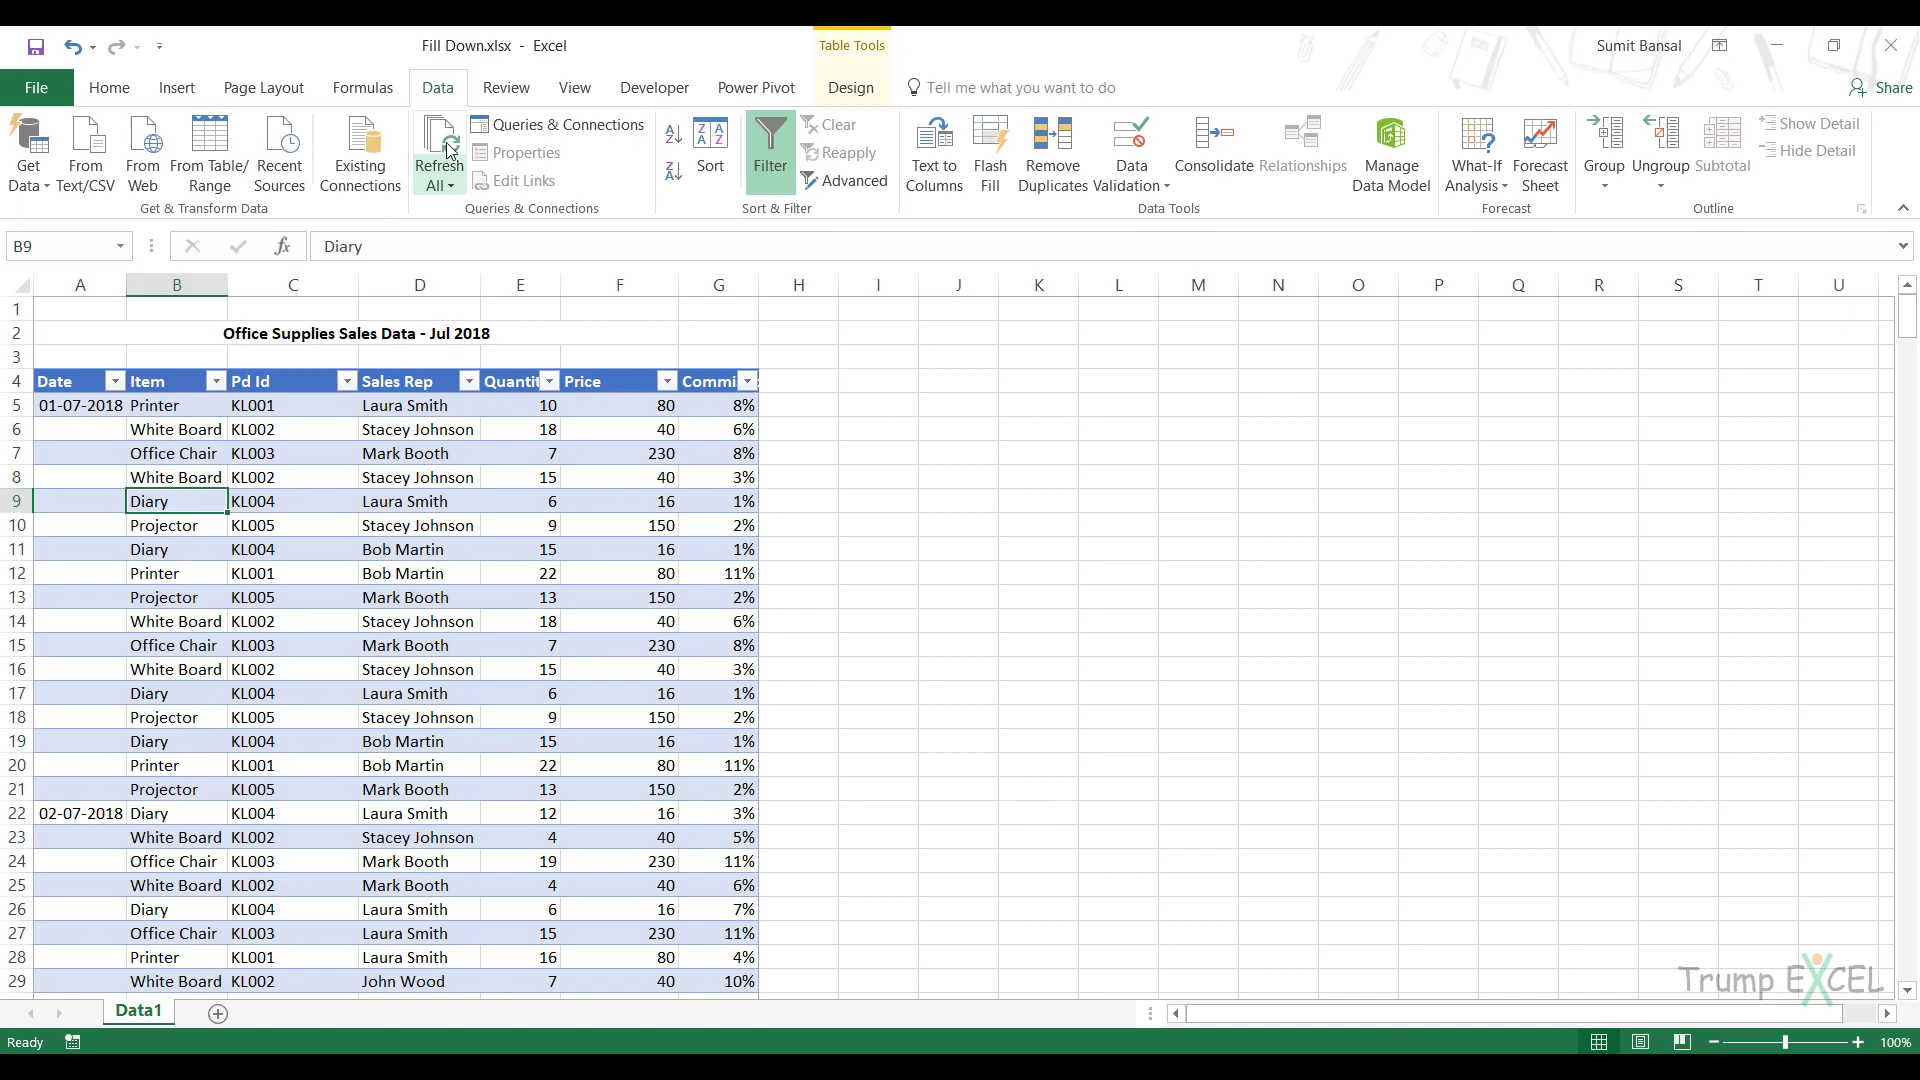 Fill Down.xlsx - Excel
Table Tools
Sumit Bansal
File Home Insert Page Layout Formulas Data Review View Developer Power Pivot Design Tell me what you want to do Share
Get Data
From Text/CSV
From Web
From Table/ Range
Recent Sources
Existing Connections
Refresh All
Queries & Connections
Properties
Edit Links
Sort
Filter
Clear
Reapply
Advanced
Text to Columns
Flash Fill
Remove Duplicates
Data Validation
Consolidate
Relationships
Manage Data Model
What-If Analysis
Forecast Sheet
Group
Ungroup
Subtotal
Show Detail
Hide Detail
Get & Transform Data Queries & Connections Sort & Filter Data Tools Forecast Outline
B9 fx Diary
A B C D E F G H I J K L M N O P Q R S T U
1
2 Office Supplies Sales Data - Jul 2018
3
4 Date Item Pd Id Sales Rep Quantit Price Commi
5 01-07-2018 Printer KL001 Laura Smith 10 80 8%
6 White Board KL002 Stacey Johnson 18 40 6%
7 Office Chair KL003 Mark Booth 7 230 8%
8 White Board KL002 Stacey Johnson 15 40 3%
9 Diary KL004 Laura Smith 6 16 1%
10 Projector KL005 Stacey Johnson 9 150 2%
11 Diary KL004 Bob Martin 15 16 1%
12 Printer KL001 Bob Martin 22 80 11%
13 Projector KL005 Mark Booth 13 150 2%
14 White Board KL002 Stacey Johnson 18 40 6%
15 Office Chair KL003 Mark Booth 7 230 8%
16 White Board KL002 Stacey Johnson 15 40 3%
17 Diary KL004 Laura Smith 6 16 1%
18 Projector KL005 Stacey Johnson 9 150 2%
19 Diary KL004 Bob Martin 15 16 1%
20 Printer KL001 Bob Martin 22 80 11%
21 Projector KL005 Mark Booth 13 150 2%
22 02-07-2018 Diary KL004 Laura Smith 12 16 3%
23 White Board KL002 Stacey Johnson 4 40 5%
24 Office Chair KL003 Mark Booth 19 230 11%
25 White Board KL002 Mark Booth 4 40 6%
26 Diary KL004 Laura Smith 6 16 7%
27 Office Chair KL003 Laura Smith 15 230 11%
28 Printer KL001 Laura Smith 16 80 4%
29 White Board KL002 John Wood 7 40 10%
Trump EXCEL
Data1
Ready 100%